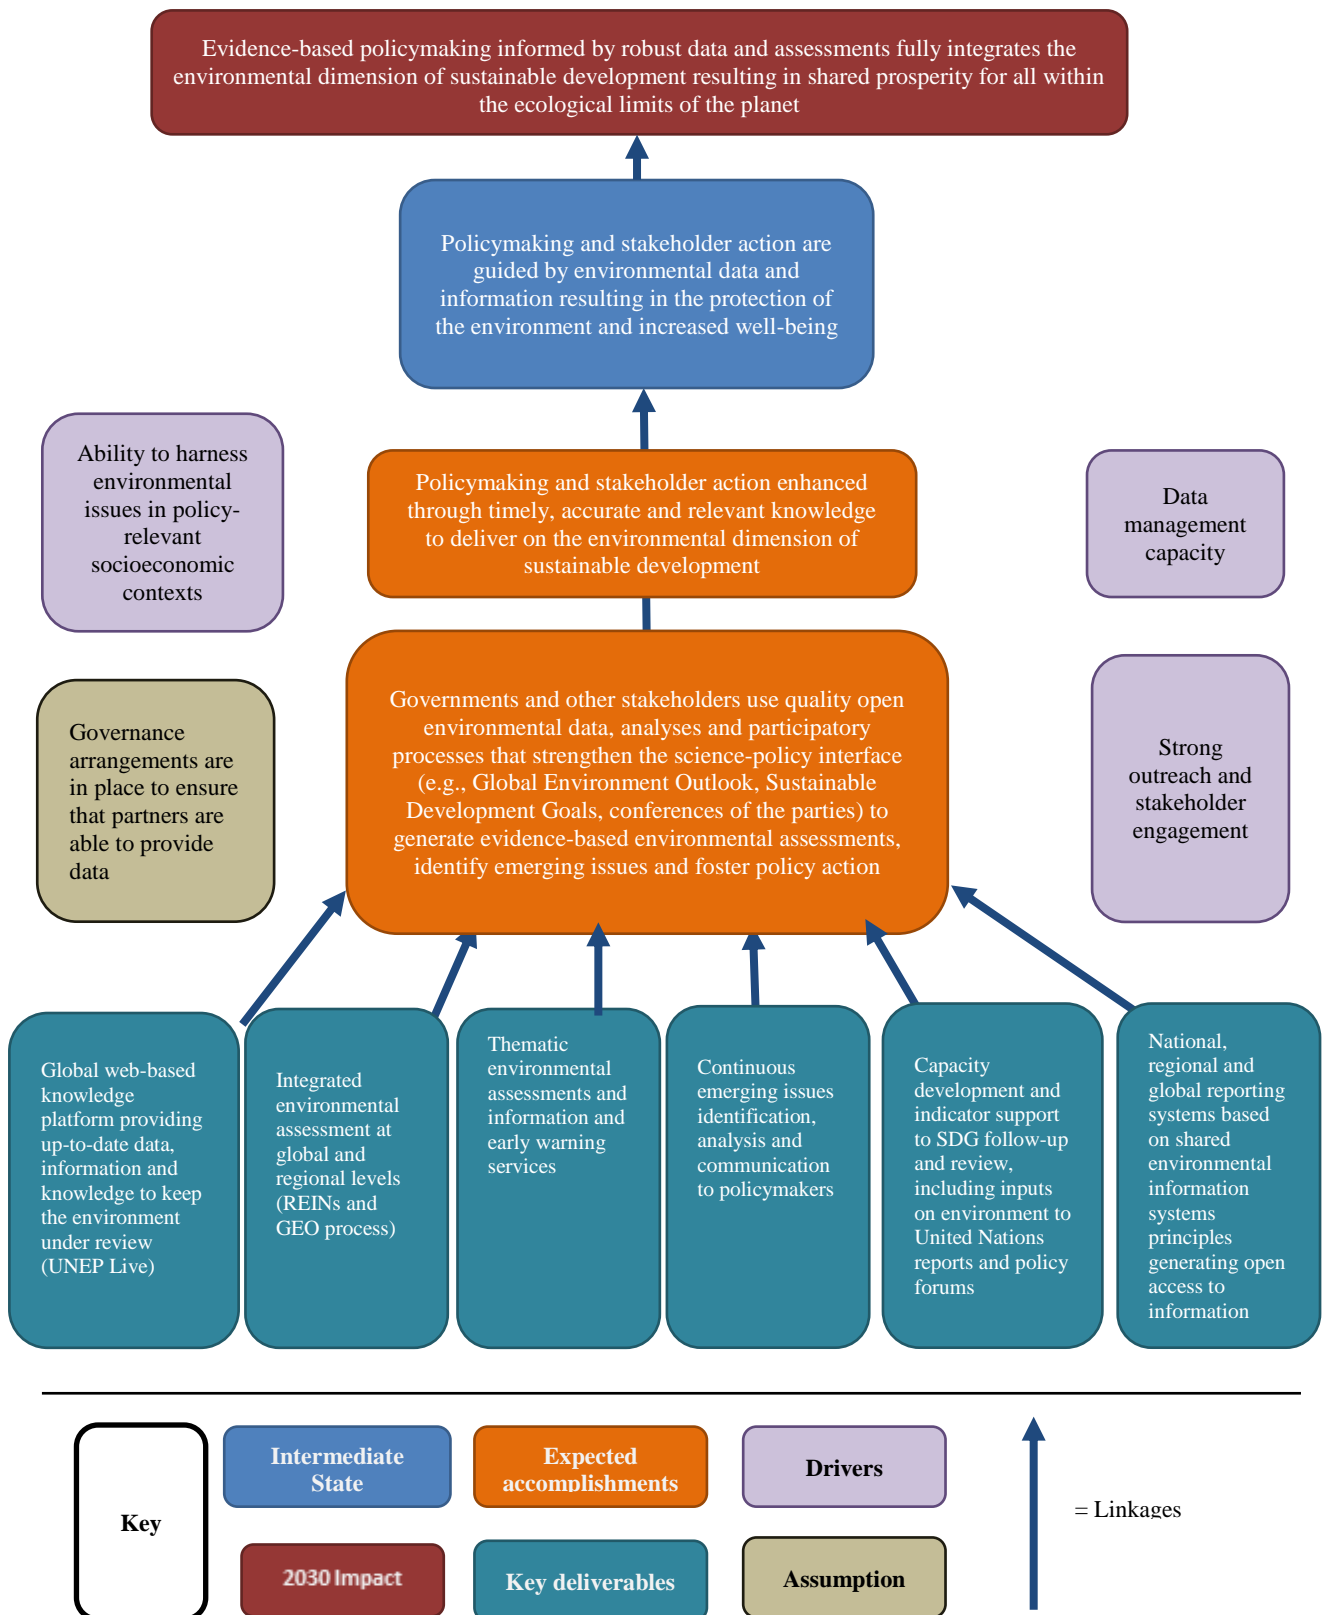 Evidence-based policymaking informed by robust data and assessments fully integrates the
environmental dimension of sustainable development resulting in shared prosperity for all within
the ecological limits of the planet
Policymaking and stakeholder action are
guided by environmental data and
information resulting in the protection of
the environment and increased well-being
Ability to harness
environmental
issues in policy-
relevant
socioeconomic
contexts
Policymaking and stakeholder action enhanced
through timely, accurate and relevant knowledge
to deliver on the environmental dimension of
sustainable development
Data
management
capacity
Governance
arrangements are
in place to ensure
that partners are
able to provide
data
Governments and other stakeholders use quality open
environmental data, analyses and participatory
processes that strengthen the science-policy interface
(e.g., Global Environment Outlook, Sustainable
Development Goals, conferences of the parties) to
generate evidence-based environmental assessments,
identify emerging issues and foster policy action
Strong
outreach and
stakeholder
engagement
Global web-based
knowledge
platform providing
up-to-date data,
information and
knowledge to keep
the environment
under review
(UNEP Live)
Integrated
environmental
assessment at
global and
regional levels
(REINs and
GEO process)
Thematic
environmental
assessments and
information and
early warning
services
Continuous
emerging issues
identification,
analysis and
communication
to policymakers
Capacity
development and
indicator support
to SDG follow-up
and review,
including inputs
on environment to
United Nations
reports and policy
forums
National,
regional and
global reporting
systems based
on shared
environmental
information
systems
principles
generating open
access to
information
Key
Intermediate
State
Expected
accomplishments
Drivers
= Linkages
2030 Impact
Key deliverables
Assumption